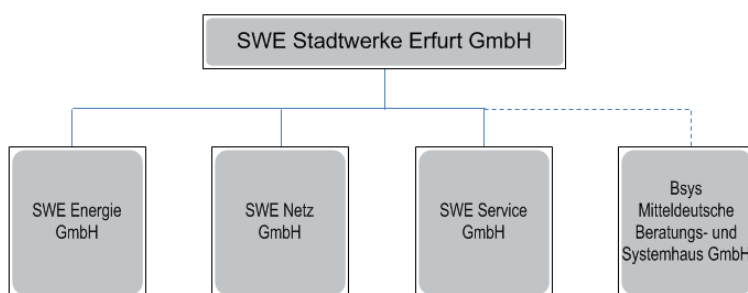 SWE Stadtwerke Erfurt GmbH
SWE Energie
GmbH
SWE Netz
GmbH
SWE Service
GmbH
Bsys
Mitteldeutsche
Beratungs- und
Systemhaus GmbH